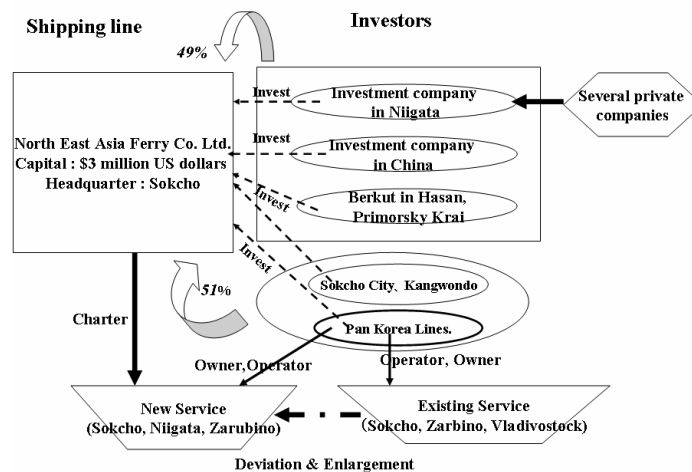 Shipping line
Investors
49%
Invest
Investment company
in Niigata
Several private
companies
Invest
Investment company
in China
North East Asia Ferry Co. Ltd.
Capital : $3 million US dollars
Headquarter : Sokcho
Invest
Berkut in Hasan,
Primorsky Krai
Invest
51%
Sokcho City、Kangwondo
Pan Korea Lines.
Charter
Owner,Operator
Operator, Owner
New Service
(Sokcho, Niigata, Zarubino)
Existing Service
(Sokcho, Zarbino, Vladivostock)
Deviation & Enlargement